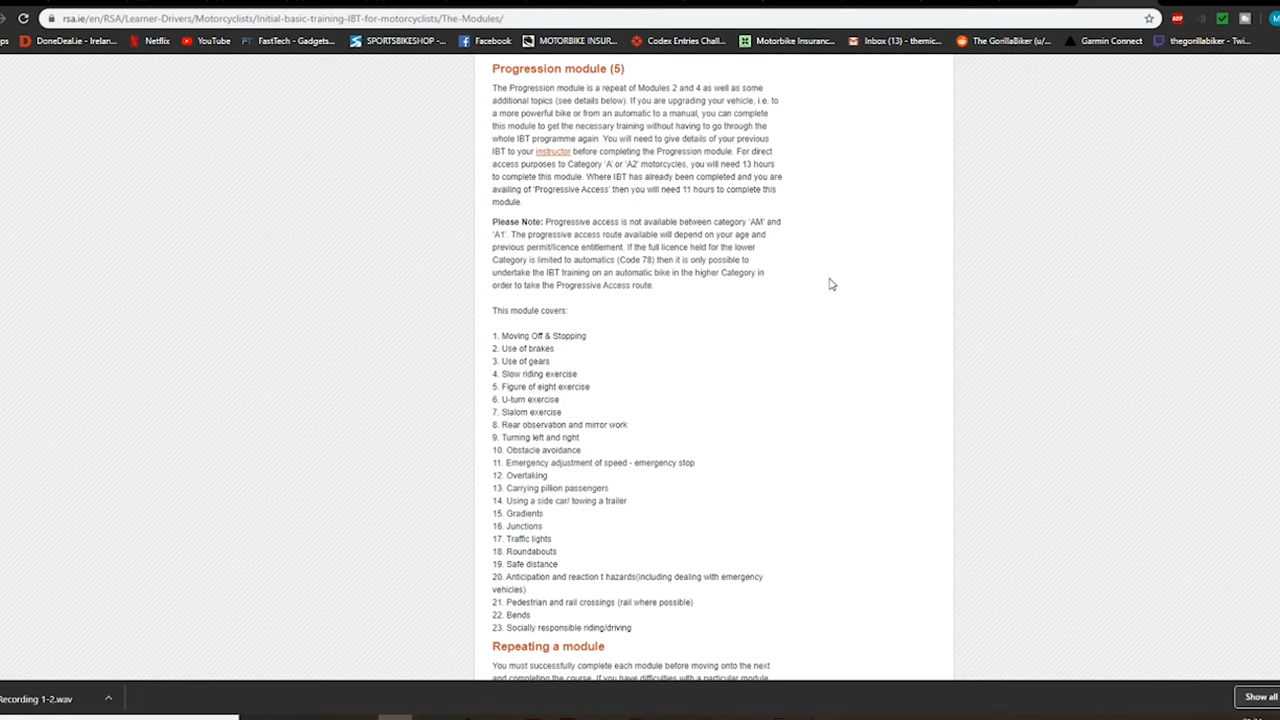 rsa.ie/en/RSA/Learner-Drivers/Motorcyclists/Initial-basic-training-IBT-for-motorcyclists/The-Modules/
DoneDeal.ie - Irelan... Netflix YouTube FastTech - Gadgets... SPORTSBIKESHOP -... Facebook MOTORBIKE INSUR... Codex Entries Chall... Motorbike Insuranc... Inbox (13) - themic... The GorillaBiker (u/... Garmin Connect thegorillabiker - Twi...
Progression module (5)
The Progression module is a repeat of Modules 2 and 4 as well as some
additional topics (see details below). If you are upgrading your vehicle, i.e. to
a more powerful bike or from an automatic to a manual, you can complete
this module to get the necessary training without having to go through the
whole IBT programme again. You will need to give details of your previous
IBT to your instructor before completing the Progression module. For direct
access purposes to Category 'A' or 'A2' motorcycles, you will need 13 hours
to complete this module. Where IBT has already been completed and you are
availing of 'Progressive Access' then you will need 11 hours to complete this
module.
Please Note: Progressive access is not available between category 'AM' and
'A1'. The progressive access route available will depend on your age and
previous permit/licence entitlement. If the full licence held for the lower
Category is limited to automatics (Code 78) then it is only possible to
undertake the IBT training on an automatic bike in the higher Category in
order to take the Progressive Access route.
This module covers:
1. Moving Off & Stopping
2. Use of brakes
3. Use of gears
4. Slow riding exercise
5. Figure of eight exercise
6. U-turn exercise
7. Slalom exercise
8. Rear observation and mirror work
9. Turning left and right
10. Obstacle avoidance
11. Emergency adjustment of speed - emergency stop
12. Overtaking
13. Carrying pillion passengers
14. Using a side car/ towing a trailer
15. Gradients
16. Junctions
17. Traffic lights
18. Roundabouts
19. Safe distance
20. Anticipation and reaction t hazards(including dealing with emergency
vehicles)
21. Pedestrian and rail crossings (rail where possible)
22. Bends
23. Socially responsible riding/driving
Repeating a module
You must successfully complete each module before moving onto the next
and completing the course. If you have difficulties with a particular module
Recording 1-2.wav
Show all